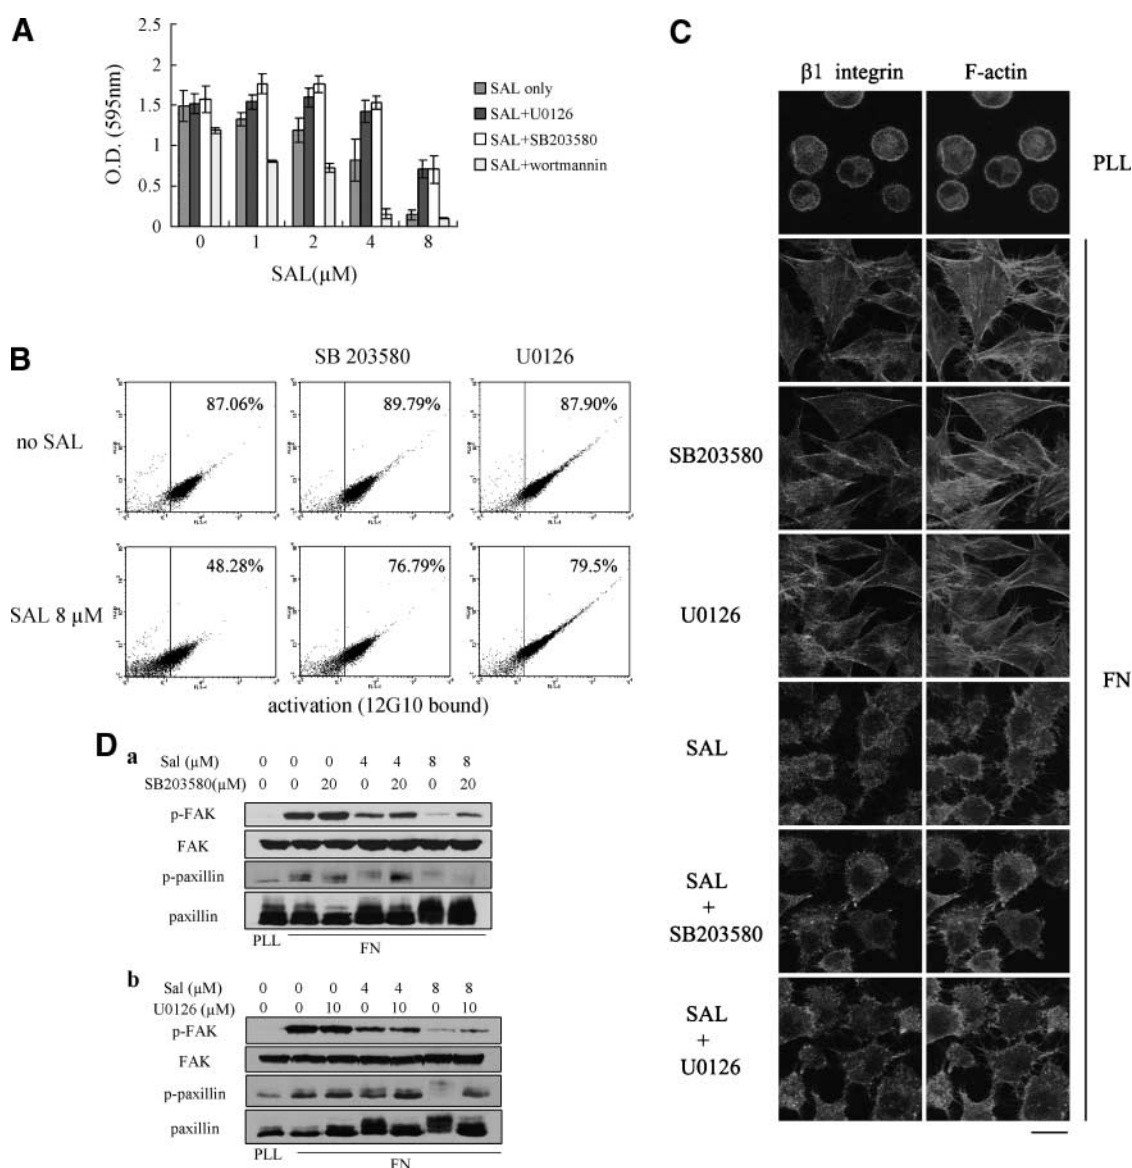 A
2.5
2
1.5
1
0.5
0
O.D. (595nm)
0 1 2 4 8
SAL(μM)
SAL only
SAL+U0126
SAL+SB203580
SAL+wortmannin
B
SB 203580 U0126
no SAL
87.06% 89.79% 87.90%
SAL 8 μM
48.28% 76.79% 79.5%
activation (12G10 bound)
C
β1 integrin F-actin
PLL
SB203580
U0126
SAL
SAL
+
SB203580
SAL
+
U0126
FN
D
a
Sal (μM) 0 0 0 4 4 8 8
SB203580(μM) 0 0 20 0 20 0 20
p-FAK
FAK
p-paxillin
paxillin
PLL FN
b
Sal (μM) 0 0 0 4 4 8 8
U0126 (μM) 0 0 10 0 10 0 10
p-FAK
FAK
p-paxillin
paxillin
PLL FN